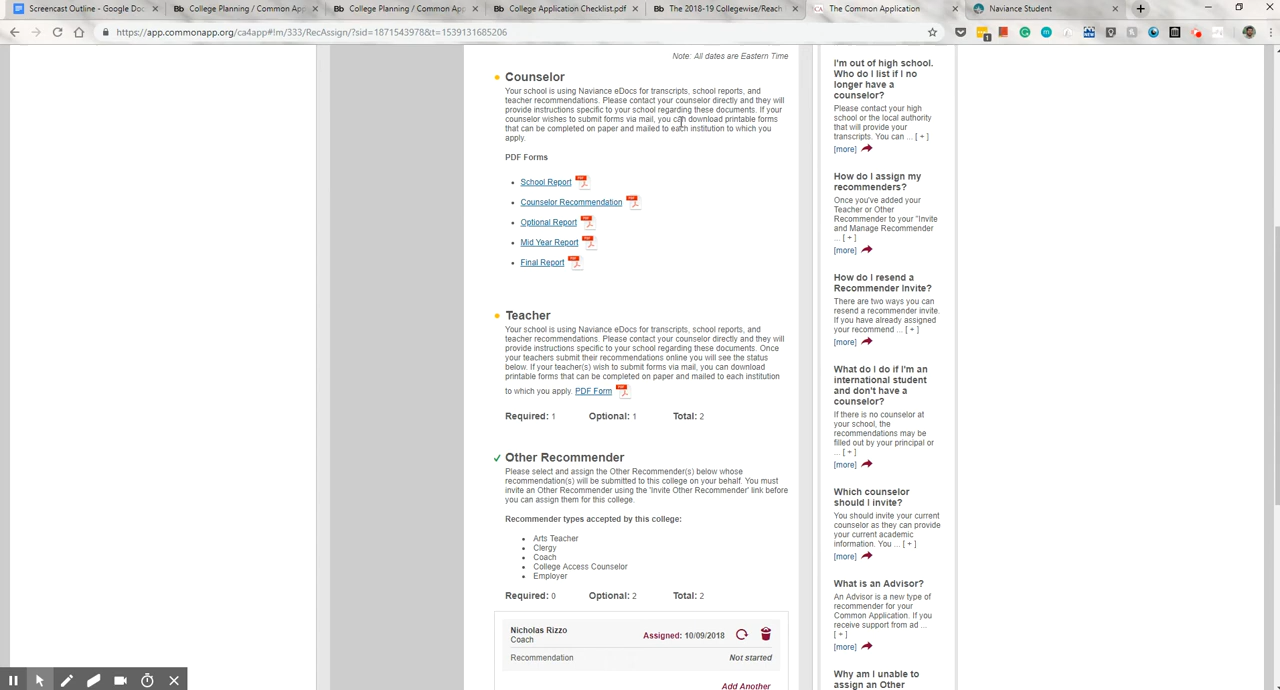 Screencast Outline - Google Doc
College Planning / Common App
College Planning / Common App
College Application Checklist.pdf
The 2018-19 Collegewise/Reach
The Common Application
Naviance Student
https://app.commonapp.org/ca4app#!m/333/RecAssign/?sid=18715439788&t=1539131685206
Note: All dates are Eastern Time
Counselor
Your school is using Naviance eDocs for transcripts, school reports, and
teacher recommendations. Please contact your counselor directly and they will
provide instructions specific to your school regarding these documents. If your
counselor wishes to submit forms via mail, you can download printable forms
that can be completed on paper and mailed to each institution to which you
apply.
PDF Forms
School Report
Counselor Recommendation
Optional Report
Mid Year Report
Final Report
Teacher
Your school is using Naviance eDocs for transcripts, school reports, and
teacher recommendations. Please contact your counselor directly and they will
provide instructions specific to your school regarding these documents. Once
your teachers submit their recommendations online you will see the status
below. If your teacher(s) wish to submit forms via mail, you can download
printable forms that can be completed on paper and mailed to each institution
to which you apply. PDF Form
Required: 1 Optional: 1 Total: 2
Other Recommender
Please select and assign the Other Recommender(s) below whose
recommendation(s) will be submitted to this college on your behalf. You must
invite an Other Recommender using the 'Invite Other Recommender' link before
you can assign them for this college.
Recommender types accepted by this college:
Arts Teacher
Clergy
Coach
College Access Counselor
Employer
Required: 0 Optional: 2 Total: 2
Nicholas Rizzo
Coach
Assigned: 10/09/2018
Recommendation Not started
Add Another
I'm out of high school.
Who do I list if I no
longer have a
counselor?
Please contact your high
school or the local authority
that will provide your
transcripts. You can ... [ + ]
[more]
How do I assign my
recommenders?
Once you've added your
Teacher or Other
Recommender to your "Invite
and Manage Recommender
... [ + ]
[more]
How do I resend a
Recommender Invite?
There are two ways you can
resend a recommender invite.
If you have already assigned
your recommend ... [ + ]
[more]
What do I do if I'm an
international student
and don't have a
counselor?
If there is no counselor at
your school, the
recommendations may be
filled out by your principal or
... [ + ]
[more]
Which counselor
should I invite?
You should invite your current
counselor as they can provide
your current academic
information. You ... [ + ]
[more]
What is an Advisor?
An Advisor is a new type of
recommender for your
Common Application. If you
receive support from ad ...
[ + ]
[more]
Why am I unable to
assign an Other